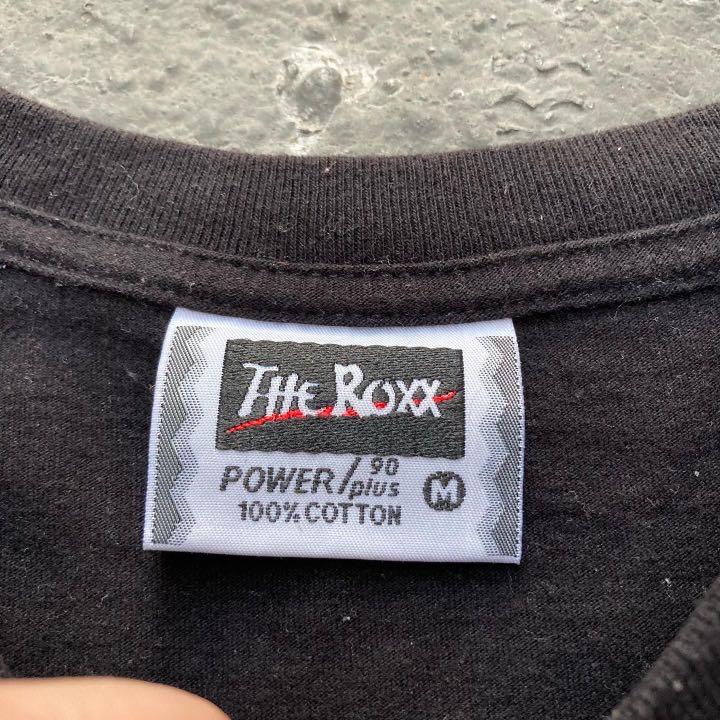 THE ROXX
POWER/90 plus
M
100% COTTON